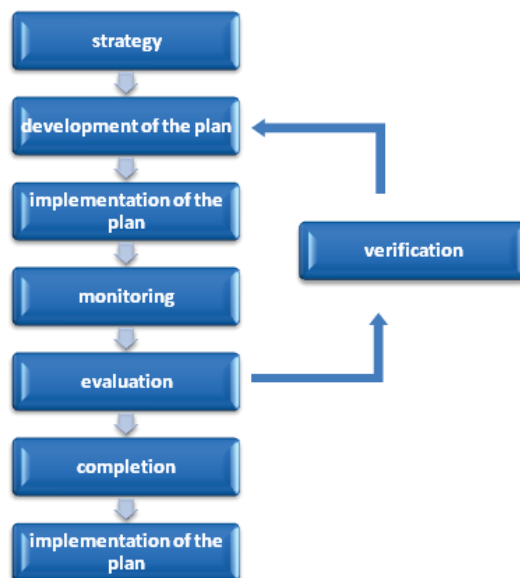 strategy
development of the plan
implementation of the
plan
monitoring
verification
evaluation
completion
implementation of the
plan